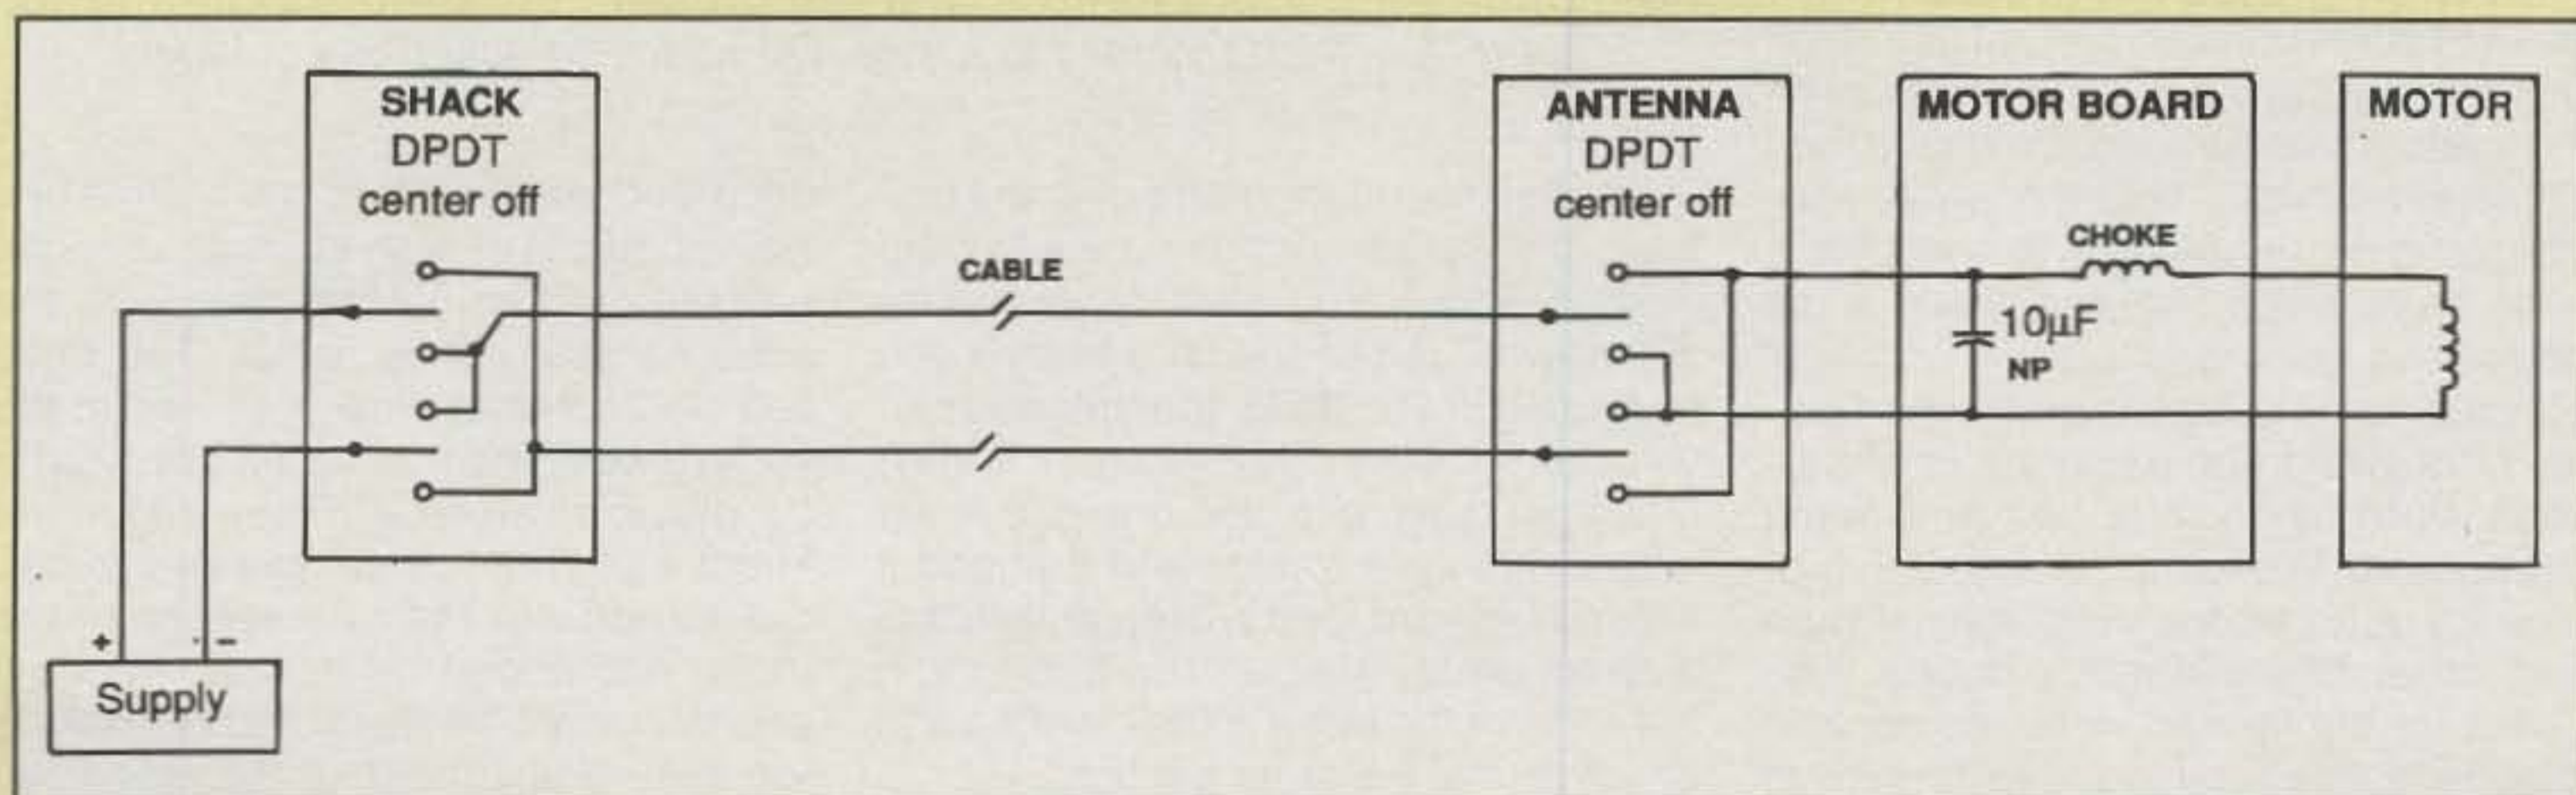 SHACK
DPDT
center off
CABLE
ANTENNA
DPDT
center off
MOTOR BOARD
CHOKE
10µF
NP
MOTOR
+ -
Supply